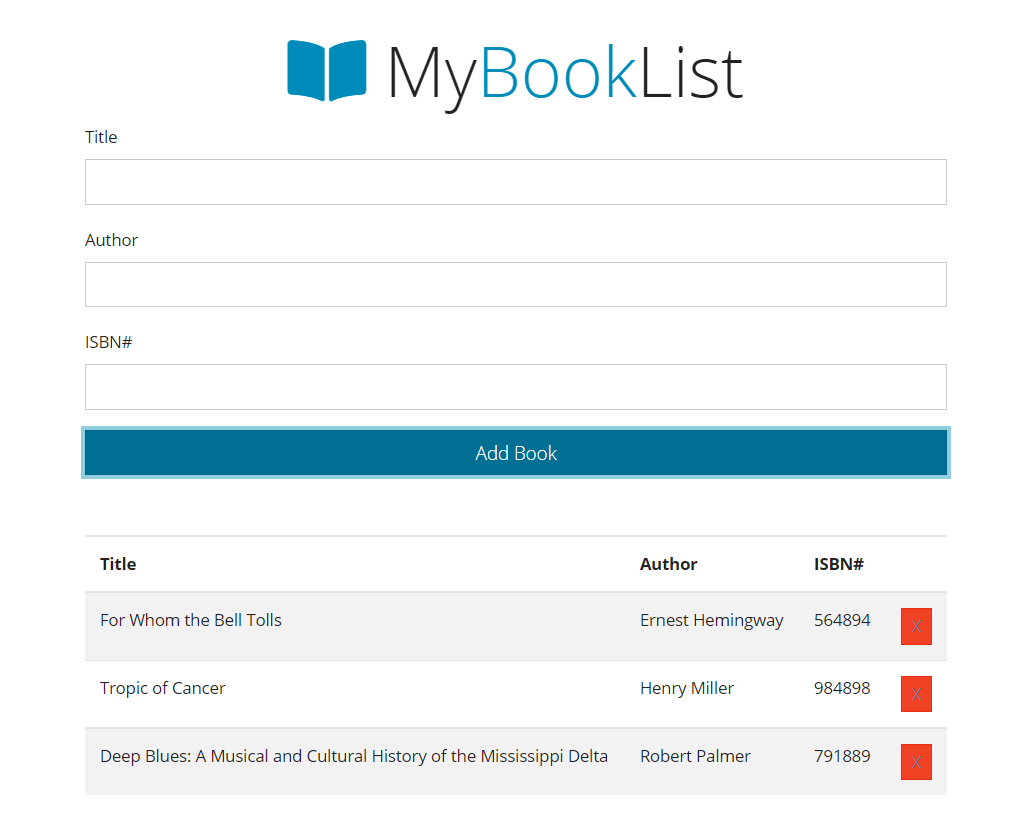 MyBookList
Title
Author
ISBN#
Add Book
Title Author ISBN#
For Whom the Bell Tolls Ernest Hemingway 564894 X
Tropic of Cancer Henry Miller 984898 X
Deep Blues: A Musical and Cultural History of the Mississippi Delta Robert Palmer 791889 X